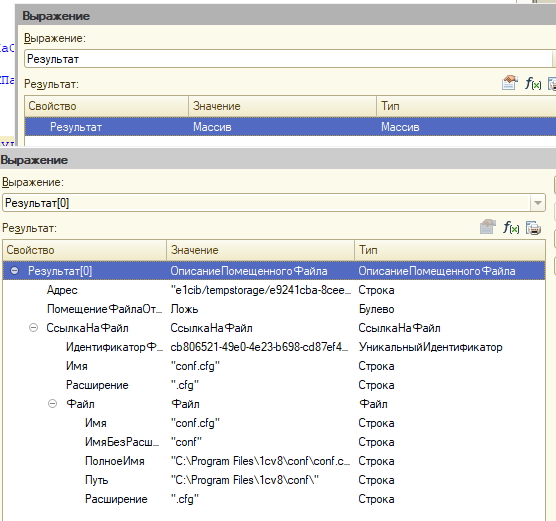 Выражение
Выражение:
Результат
Результат:
Свойство Значение Тип
Результат Массив Массив
Выражение
Выражение:
Результат[0]
Результат:
Свойство Значение Тип
Результат[0] ОписаниеПомещенногоФайла ОписаниеПомещенногоФайла
Адрес "e1cib/tempstorage/e9241cba-8cee... Строка
ПомещениеФайлаОт... Ложь Булево
СсылкаНаФайл СсылкаНаФайл СсылкаНаФайл
ИдентификаторФ... cb806521-49e0-4e23-b698-cd87ef4... УникальныйИдентификатор
Имя "conf.cfg" Строка
Расширение ".cfg" Строка
Файл Файл Файл
Имя "conf.cfg" Строка
ИмяБезРасш... "conf" Строка
ПолноеИмя "C:\Program Files\1cv8\conf\conf.c... Строка
Путь "C:\Program Files\1cv8\conf\" Строка
Расширение ".cfg" Строка